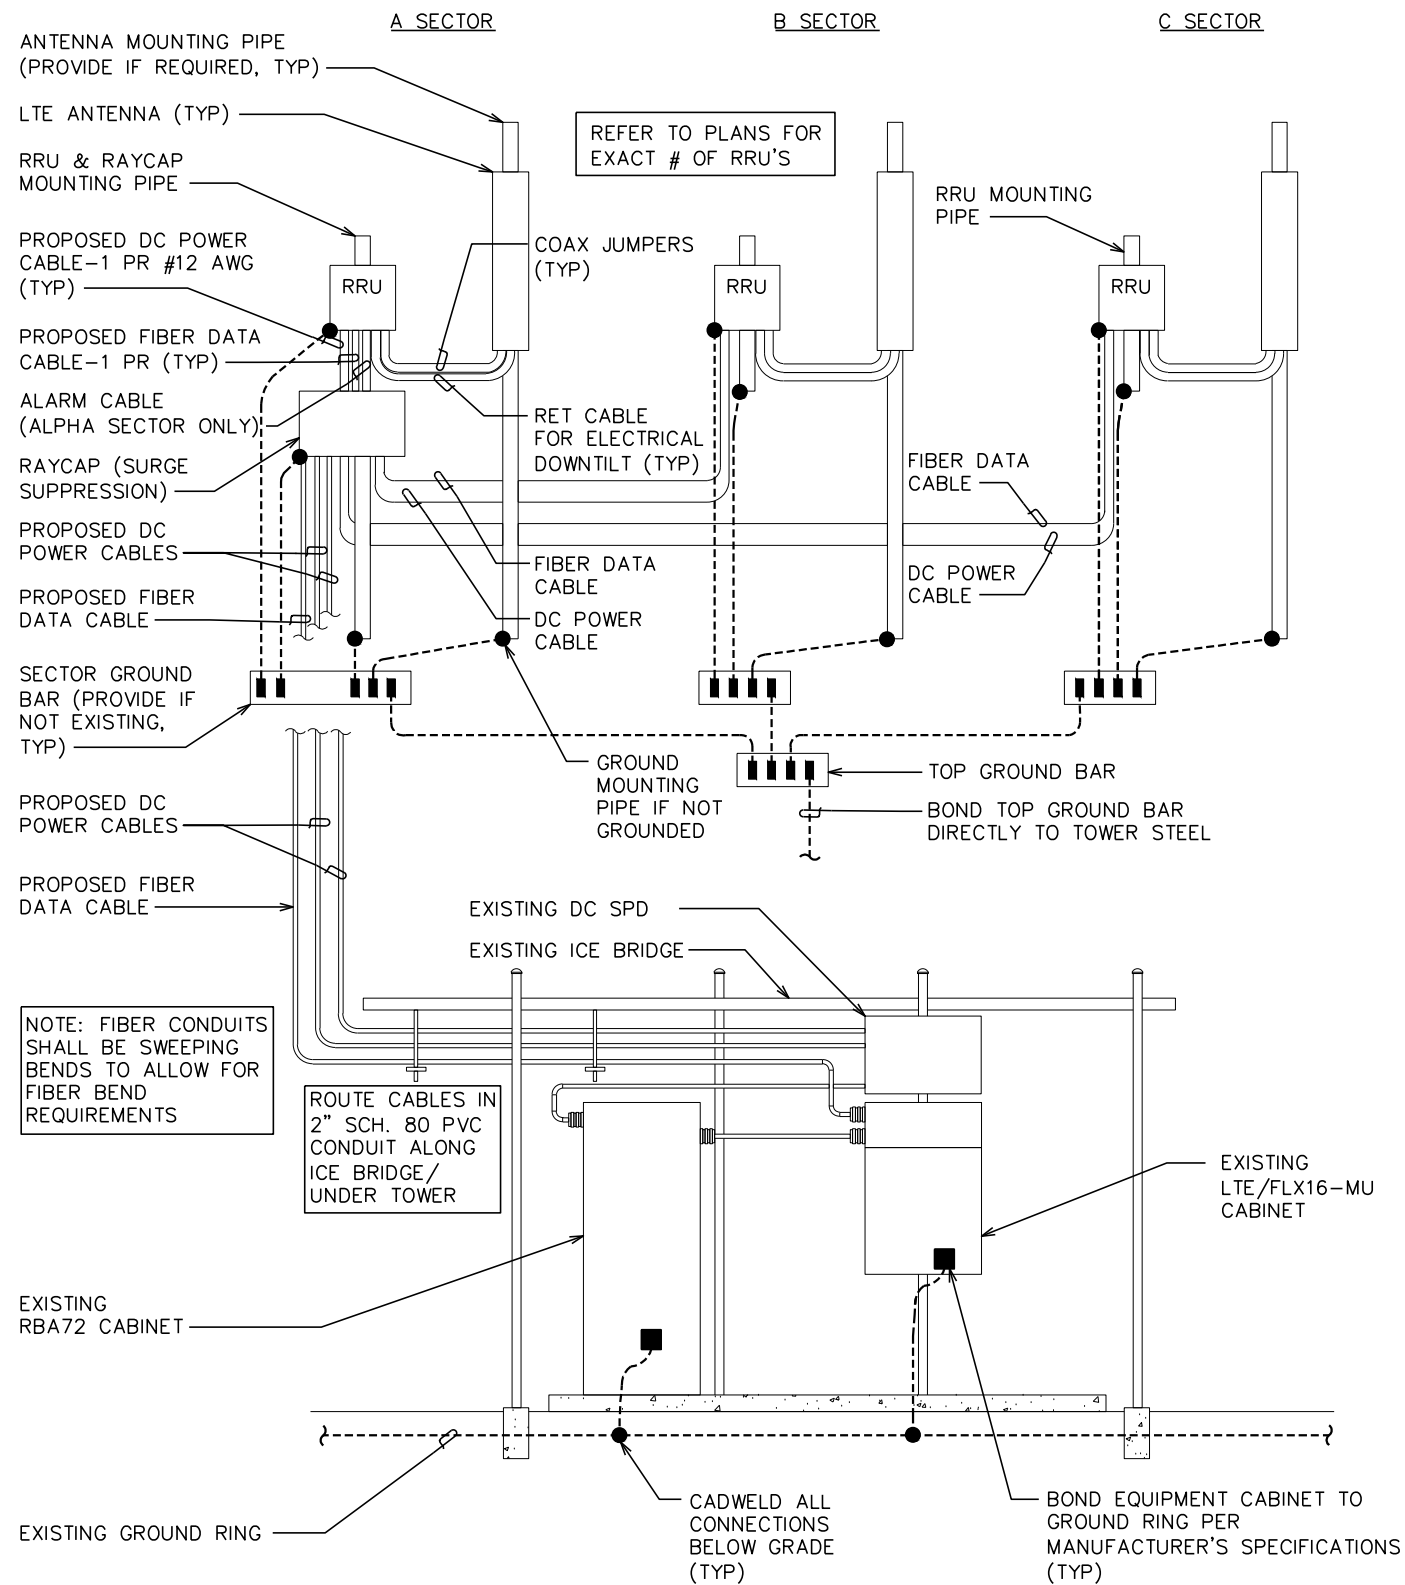 A SECTOR
B SECTOR
C SECTOR
ANTENNA MOUNTING PIPE
(PROVIDE IF REQUIRED, TYP)
LTE ANTENNA (TYP)
RRU & RAYCAP
MOUNTING PIPE
PROPOSED DC POWER
CABLE-1 PR #12 AWG
(TYP)
PROPOSED FIBER DATA
CABLE-1 PR (TYP)
ALARM CABLE
(ALPHA SECTOR ONLY)
RAYCAP (SURGE
SUPPRESSION)
PROPOSED DC
POWER CABLES
PROPOSED FIBER
DATA CABLE
SECTOR GROUND
BAR (PROVIDE IF
NOT EXISTING,
TYP)
REFER TO PLANS FOR
EXACT # OF RRU'S
RRU MOUNTING
PIPE
COAX JUMPERS
(TYP)
RRU
RRU
RRU
RET CABLE
FOR ELECTRICAL
DOWNTILT (TYP)
FIBER DATA
CABLE
DC POWER
CABLE
FIBER DATA
CABLE
DC POWER
CABLE
GROUND
MOUNTING
PIPE IF NOT
GROUNDED
TOP GROUND BAR
BOND TOP GROUND BAR
DIRECTLY TO TOWER STEEL
PROPOSED DC
POWER CABLES
PROPOSED FIBER
DATA CABLE
EXISTING DC SPD
EXISTING ICE BRIDGE
NOTE: FIBER CONDUITS
SHALL BE SWEEPING
BENDS TO ALLOW FOR
FIBER BEND
REQUIREMENTS
ROUTE CABLES IN
2" SCH. 80 PVC
CONDUIT ALONG
ICE BRIDGE/
UNDER TOWER
EXISTING
LTE/FLX16-MU
CABINET
EXISTING
RBA72 CABINET
EXISTING GROUND RING
CADWELD ALL
CONNECTIONS
BELOW GRADE
(TYP)
BOND EQUIPMENT CABINET TO
GROUND RING PER
MANUFACTURER'S SPECIFICATIONS
(TYP)